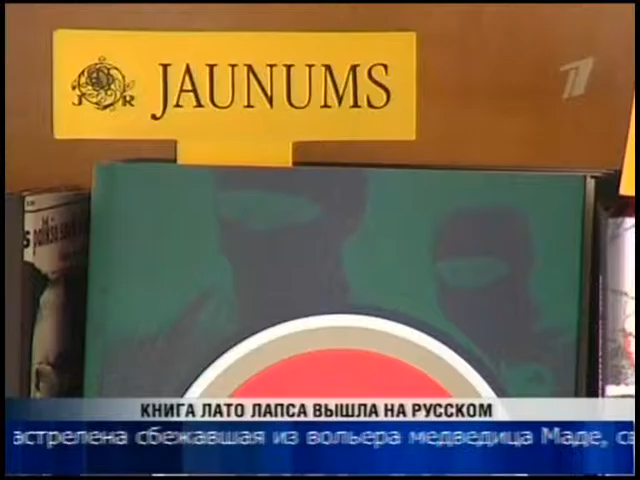 JAUNUMS
J R
КНИГА ЛАТО ЛАПСА ВЫШЛА НА РУССКОМ
астрелена сбежавшая из вольера медведица Маде,